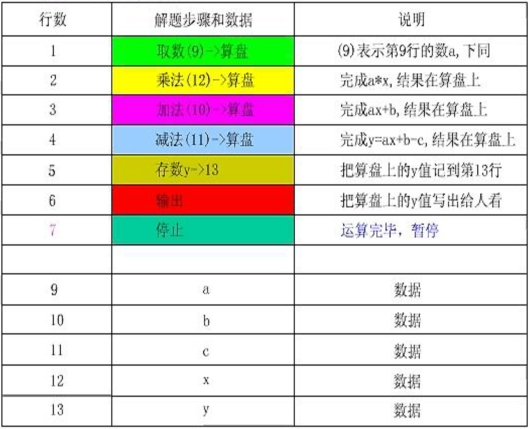 行数 解题步骤和数据 说明
1 取数(9)->算盘 (9)表示第9行的数a,下同
2 乘法(12)->算盘 完成a*x,结果在算盘上
3 加法(10)->算盘 完成ax+b,结果在算盘上
4 减法(11)->算盘 完成y=ax+b-c,结果在算盘上
5 存数y->13 把算盘上的y值记到第13行
6 输出 把算盘上的y值写出给人看
7 停止 运算完毕，暂停
9 a 数据
10 b 数据
11 c 数据
12 x 数据
13 y 数据